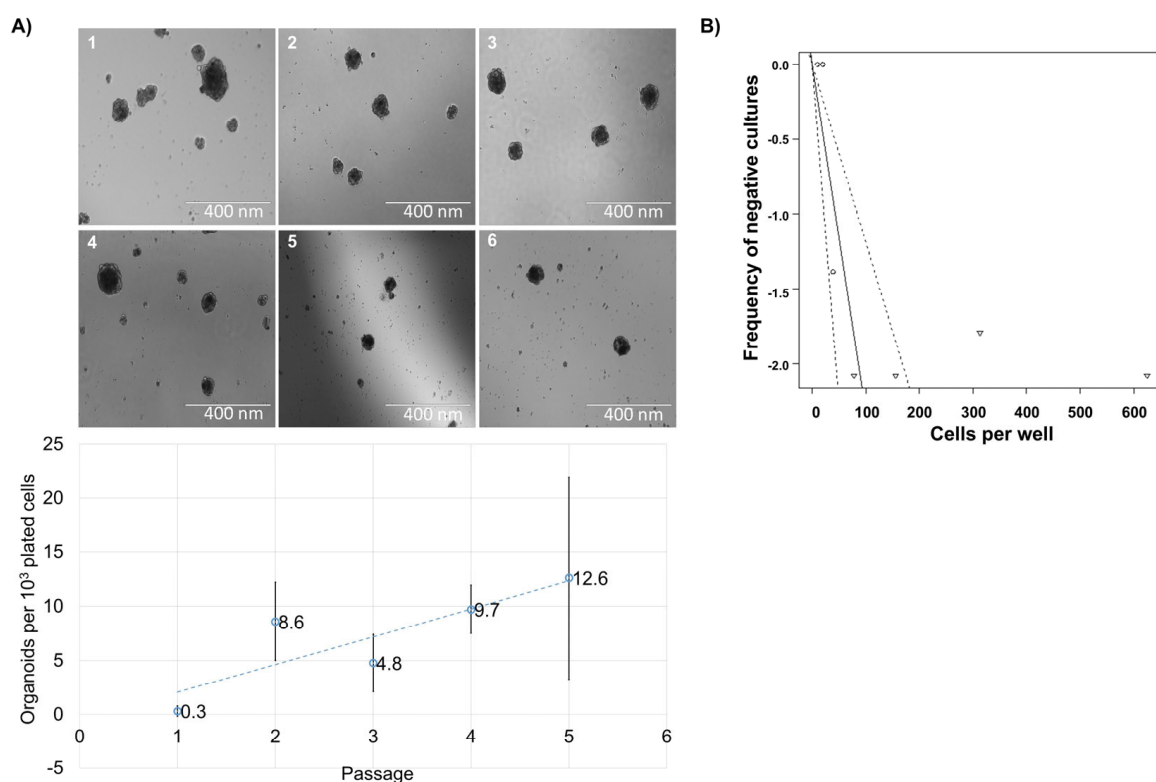 A)
1
2
3
400 nm
400 nm
400 nm
4
5
6
400 nm
400 nm
400 nm
Organoids per 10³ plated cells
25
20
15
10
5
0
-5
0.3
8.6
4.8
9.7
12.6
0 1 2 3 4 5 6
Passage
B)
Frequency of negative cultures
0.0
-0.5
-1.0
-1.5
-2.0
0 100 200 300 400 500 600
Cells per well